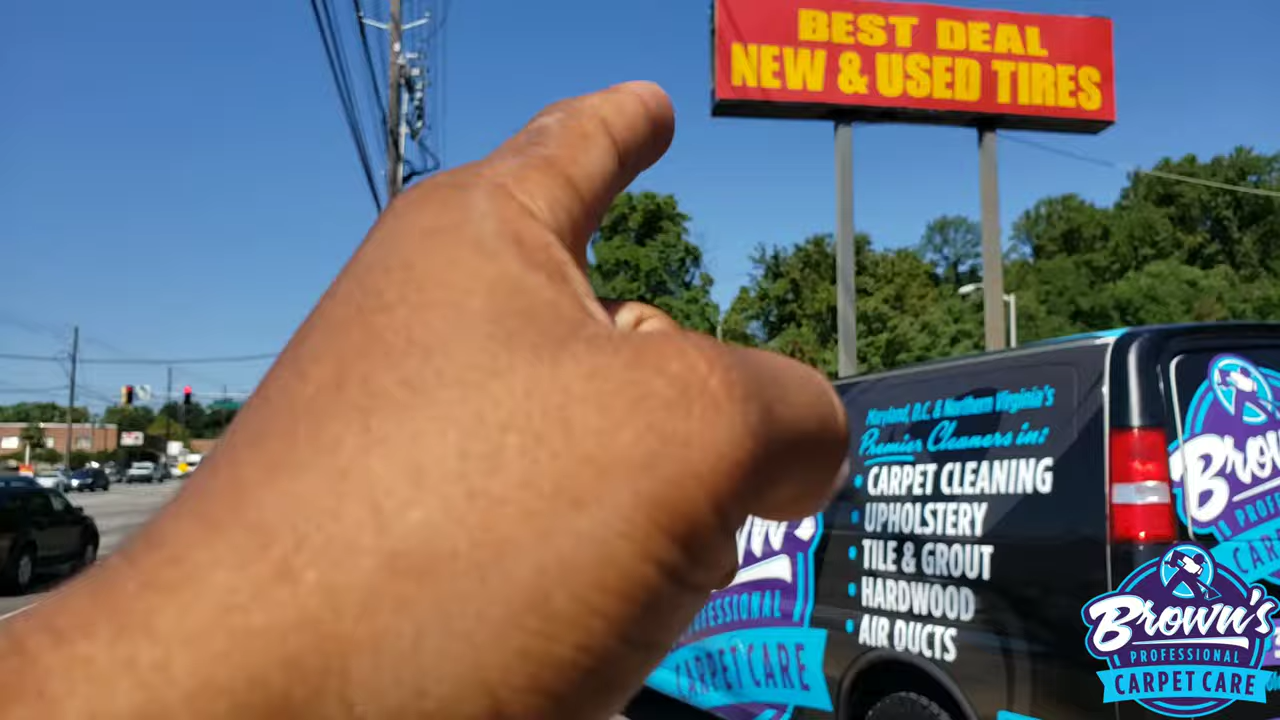 BEST DEAL
NEW & USED TIRES
Maryland, D.C. & Northern Virginia's
Premier Cleaners in:
• CARPET CLEANING
• UPHOLSTERY
• TILE & GROUT
• HARDWOOD
• AIR DUCTS
CARPET CARE
Brown's
PROFESSIONAL
CARPET CARE